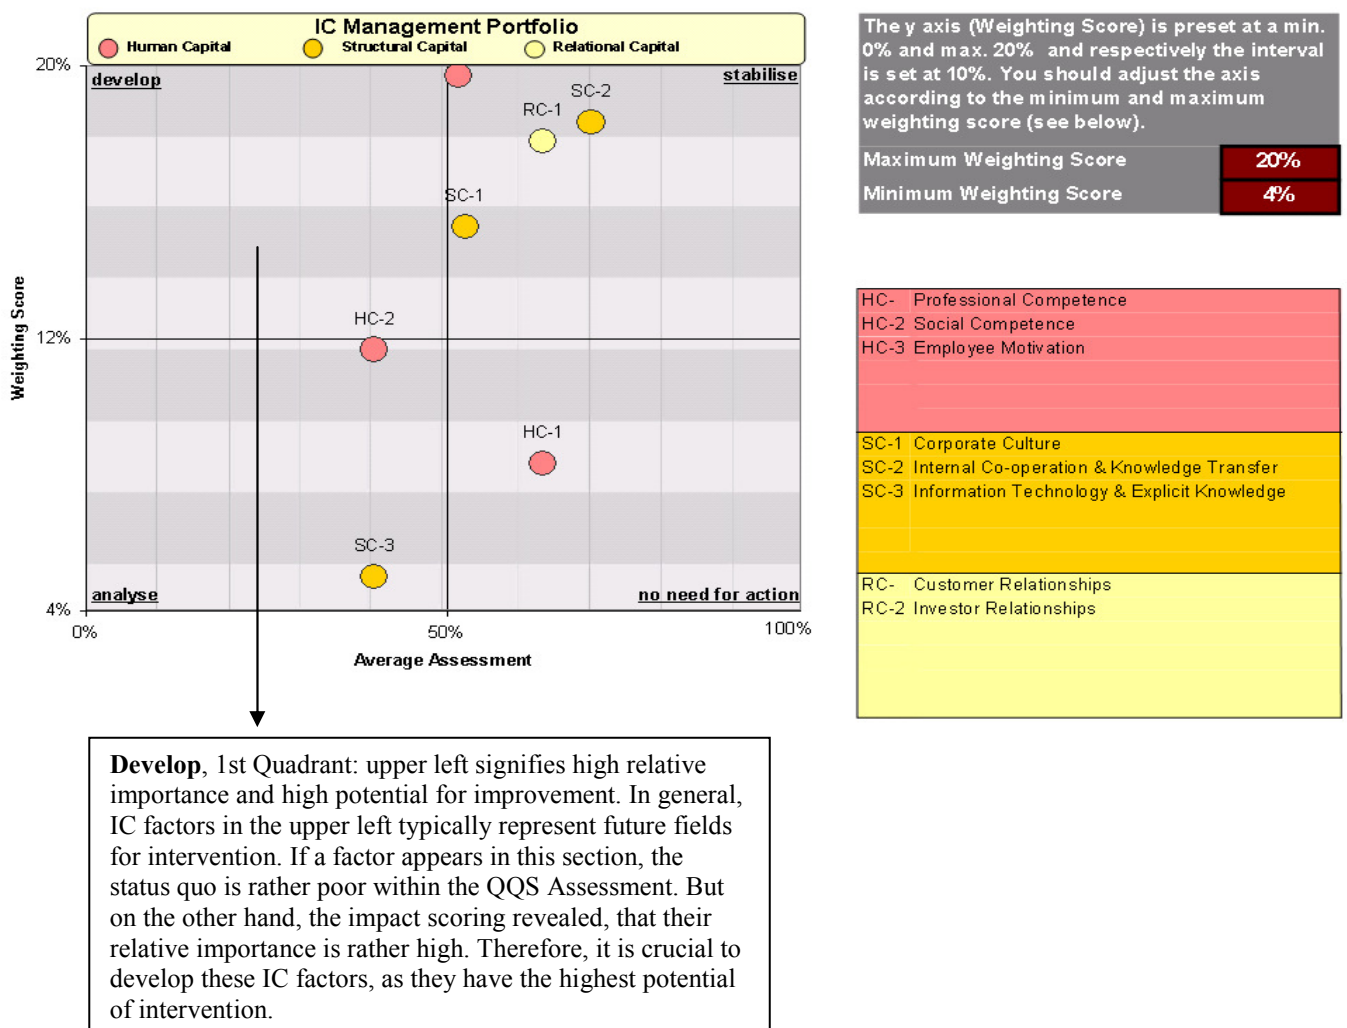 IC Management Portfolio
Human Capital
Structural Capital
Relational Capital
20%
develop
stabilise
SC-2
RC-1
SC-1
Weighting Score
12%
HC-2
HC-1
SC-3
analyse
no need for action
4%
0%
50%
100%
Average Assessment
The y axis (Weighting Score) is preset at a min.
0% and max. 20% and respectively the interval
is set at 10%. You should adjust the axis
according to the minimum and maximum
weighting score (see below).
Maximum Weighting Score 20%
Minimum Weighting Score 4%
HC- Professional Competence
HC-2 Social Competence
HC-3 Employee Motivation
SC-1 Corporate Culture
SC-2 Internal Co-operation & Knowledge Transfer
SC-3 Information Technology & Explicit Knowledge
RC- Customer Relationships
RC-2 Investor Relationships
Develop, 1st Quadrant: upper left signifies high relative
importance and high potential for improvement. In general,
IC factors in the upper left typically represent future fields
for intervention. If a factor appears in this section, the
status quo is rather poor within the QQS Assessment. But
on the other hand, the impact scoring revealed, that their
relative importance is rather high. Therefore, it is crucial to
develop these IC factors, as they have the highest potential
of intervention.